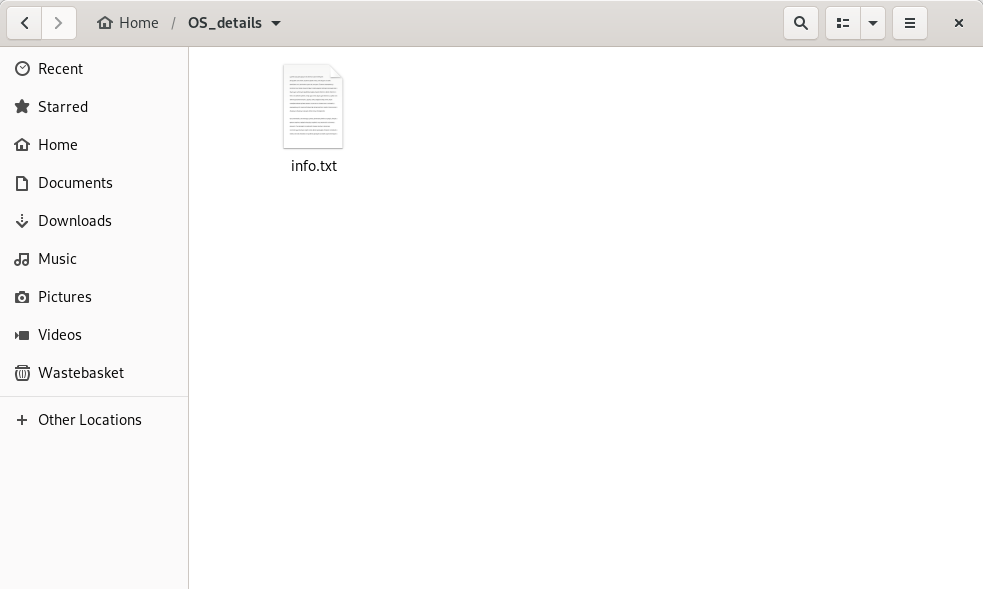 Home / OS_details
Recent
Starred
Home
Documents
Downloads
Music
Pictures
Videos
Wastebasket
Other Locations
info.txt